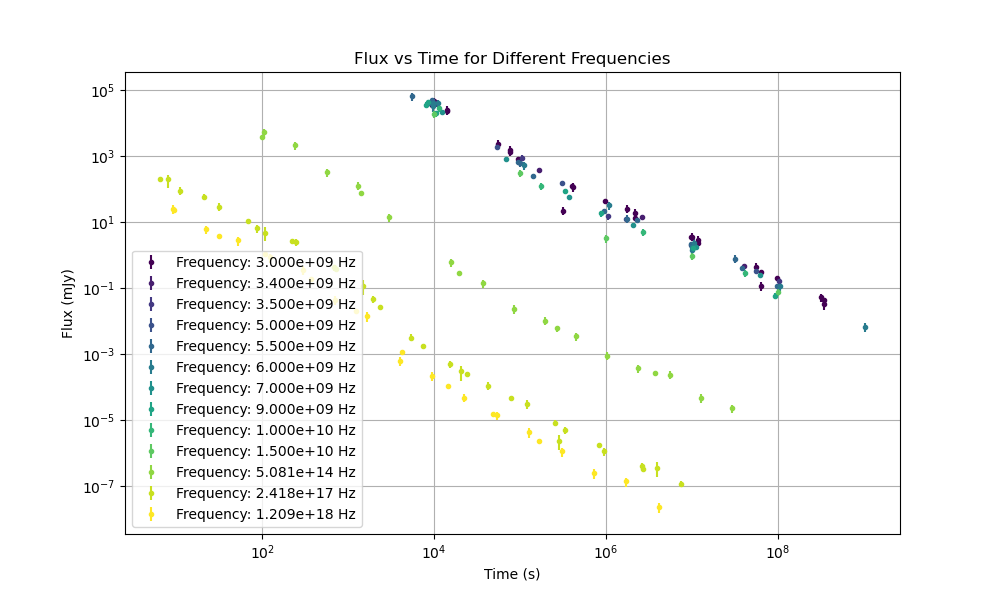 Flux vs Time for Different Frequencies
Flux (mJy)
10^5
10^3
10^1
10^-1
10^-3
10^-5
10^-7
Frequency: 3.000e+09 Hz
Frequency: 3.400e+09 Hz
Frequency: 3.500e+09 Hz
Frequency: 5.000e+09 Hz
Frequency: 5.500e+09 Hz
Frequency: 6.000e+09 Hz
Frequency: 7.000e+09 Hz
Frequency: 9.000e+09 Hz
Frequency: 1.000e+10 Hz
Frequency: 1.500e+10 Hz
Frequency: 5.081e+14 Hz
Frequency: 2.418e+17 Hz
Frequency: 1.209e+18 Hz
10^2 10^4 10^6 10^8
Time (s)